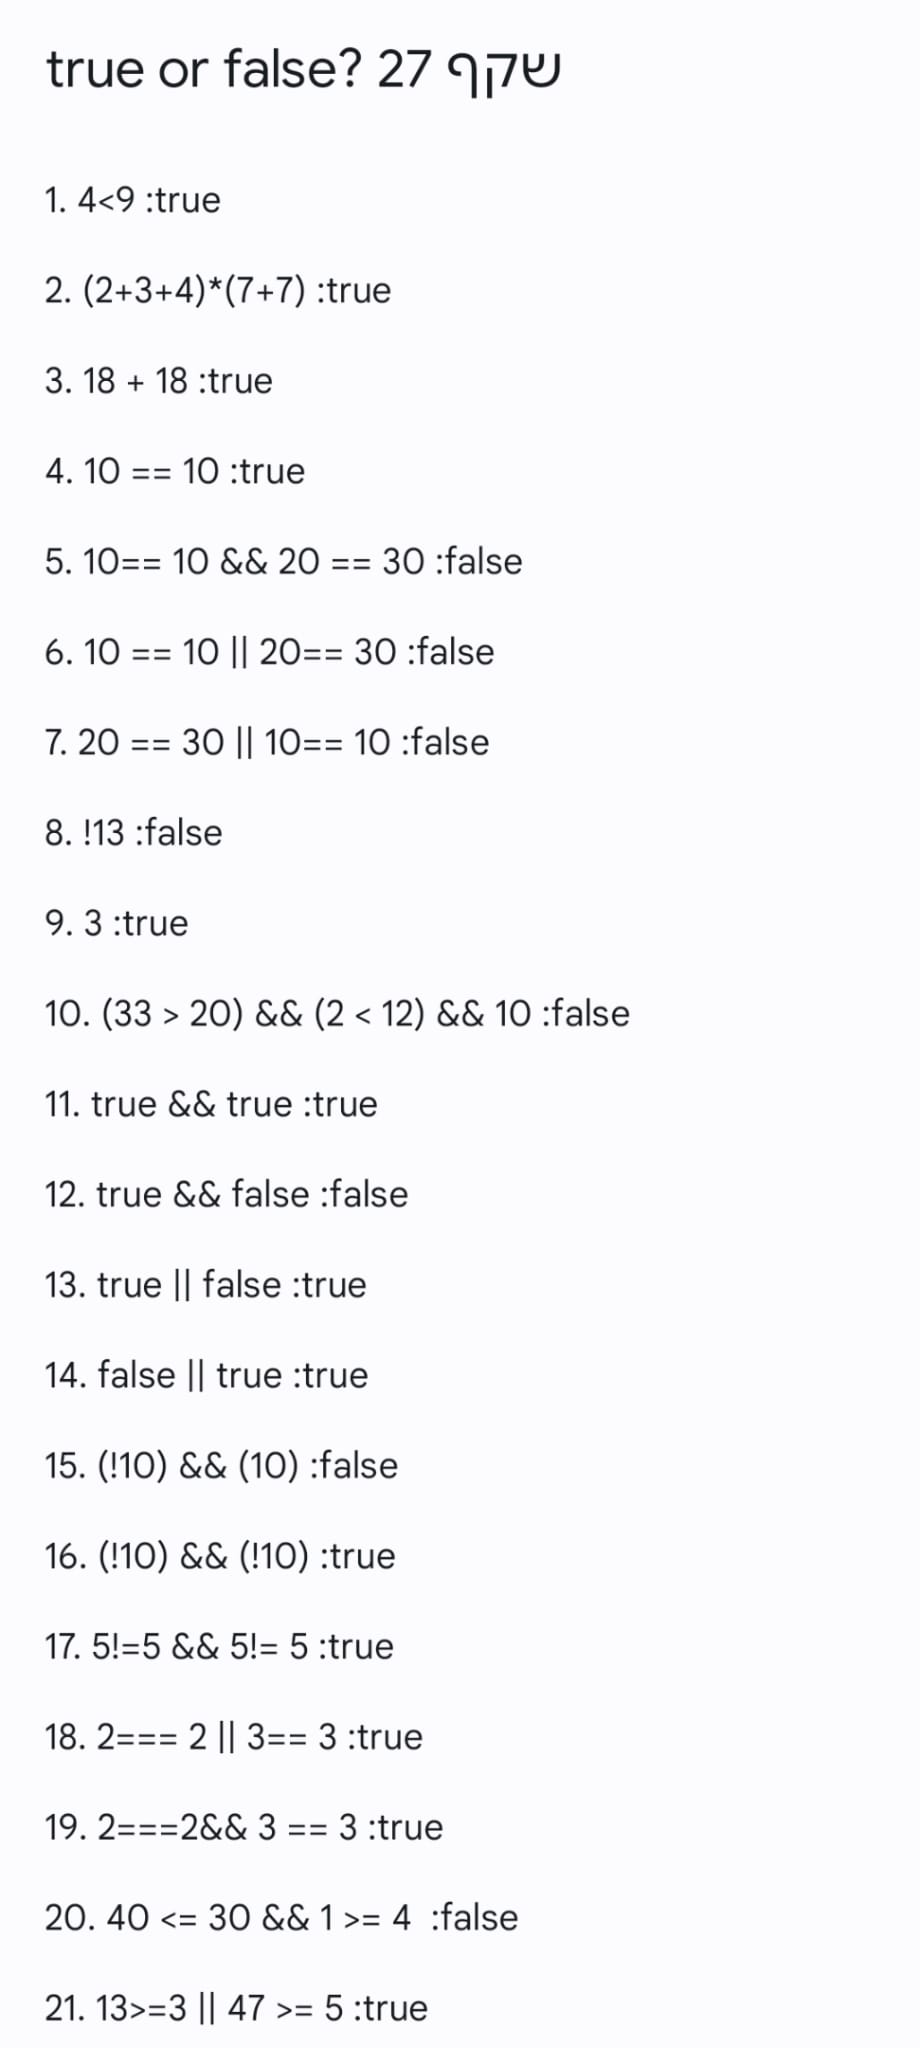 true or false? 27 שקף
1. 4<9 :true
2. (2+3+4)*(7+7) :true
3. 18 + 18 :true
4. 10 == 10 :true
5. 10== 10 && 20 == 30 :false
6. 10 == 10 || 20== 30 :false
7. 20 == 30 || 10== 10 :false
8. !13 :false
9. 3 :true
10. (33 > 20) && (2 < 12) && 10 :false
11. true && true :true
12. true && false :false
13. true || false :true
14. false || true :true
15. (!10) && (10) :false
16. (!10) && (!10) :true
17. 5!=5 && 5!= 5 :true
18. 2=== 2 || 3== 3 :true
19. 2===2&& 3 == 3 :true
20. 40 <= 30 && 1 >= 4  :false
21. 13>=3 || 47 >= 5 :true